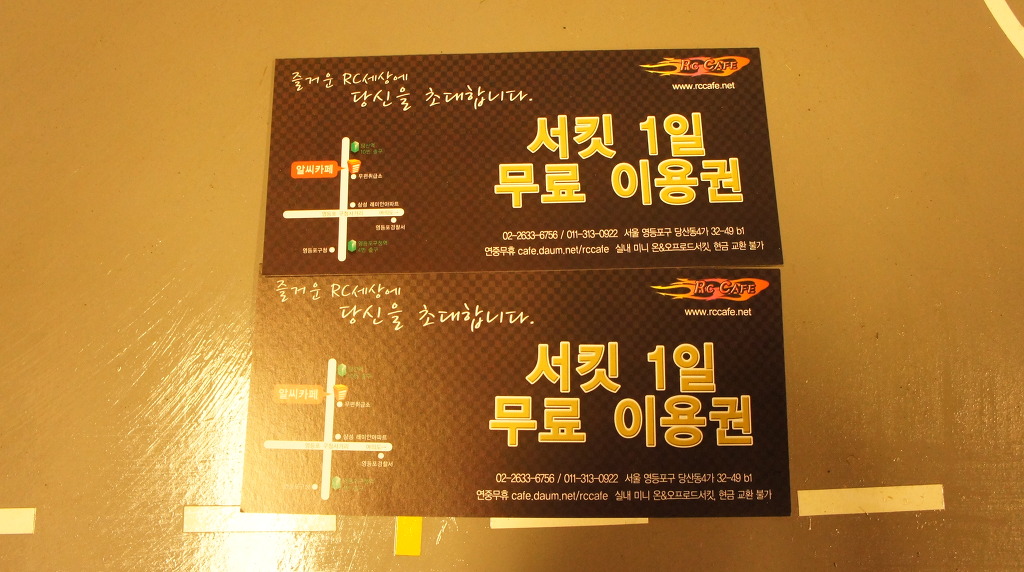 즐거운 RC세상에
당신을 초대합니다.
RC CAFE
www.rccafe.net
서킷 1일
무료 이용권
알씨카페
우편취급소
삼성 래미안아파트
영등포경찰서
영등포구청
02-2633-6756 / 011-313-0922 서울 영등포구 당산동4가 32-49 b1
연중무휴 cafe.daum.net/rccafe 실내 미니 온&오프로드서킷, 현금 교환 불가
즐거운 RC세상에
당신을 초대합니다.
RC CAFE
www.rccafe.net
서킷 1일
무료 이용권
알씨카페
우편취급소
삼성 래미안아파트
영등포경찰서
02-2633-6756 / 011-313-0922 서울 영등포구 당산동4가 32-49 b1
연중무휴 cafe.daum.net/rccafe 실내 미니 온&오프로드서킷, 현금 교환 불가